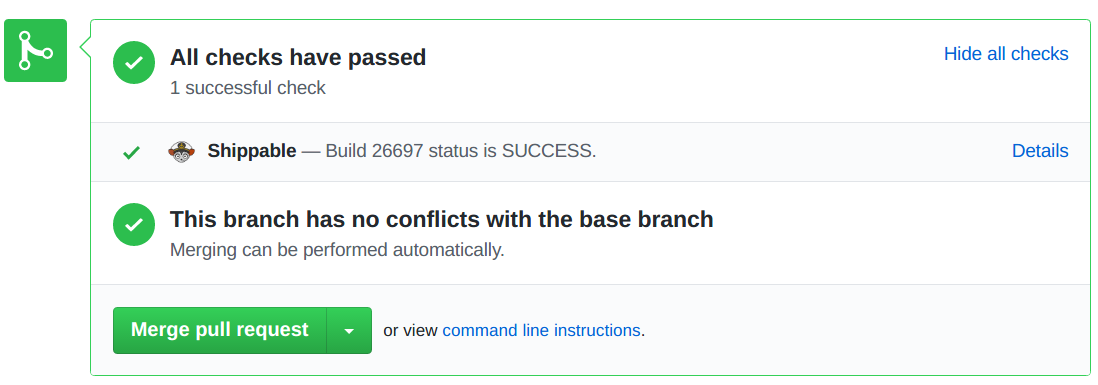 All checks have passed
Hide all checks
1 successful check
Shippable — Build 26697 status is SUCCESS.
Details
This branch has no conflicts with the base branch
Merging can be performed automatically.
Merge pull request
or view command line instructions.